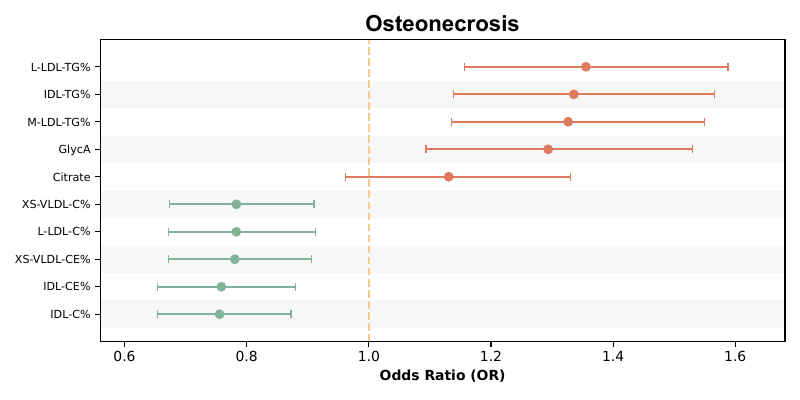 Osteonecrosis
L-LDL-TG%
IDL-TG%
M-LDL-TG%
GlycA
Citrate
XS-VLDL-C%
L-LDL-C%
XS-VLDL-CE%
IDL-CE%
IDL-C%
0.6 0.8 1.0 1.2 1.4 1.6
Odds Ratio (OR)